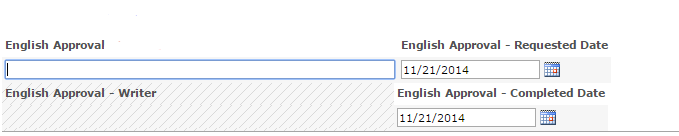 English Approval English Approval - Requested Date
11/21/2014
English Approval - Writer English Approval - Completed Date
11/21/2014